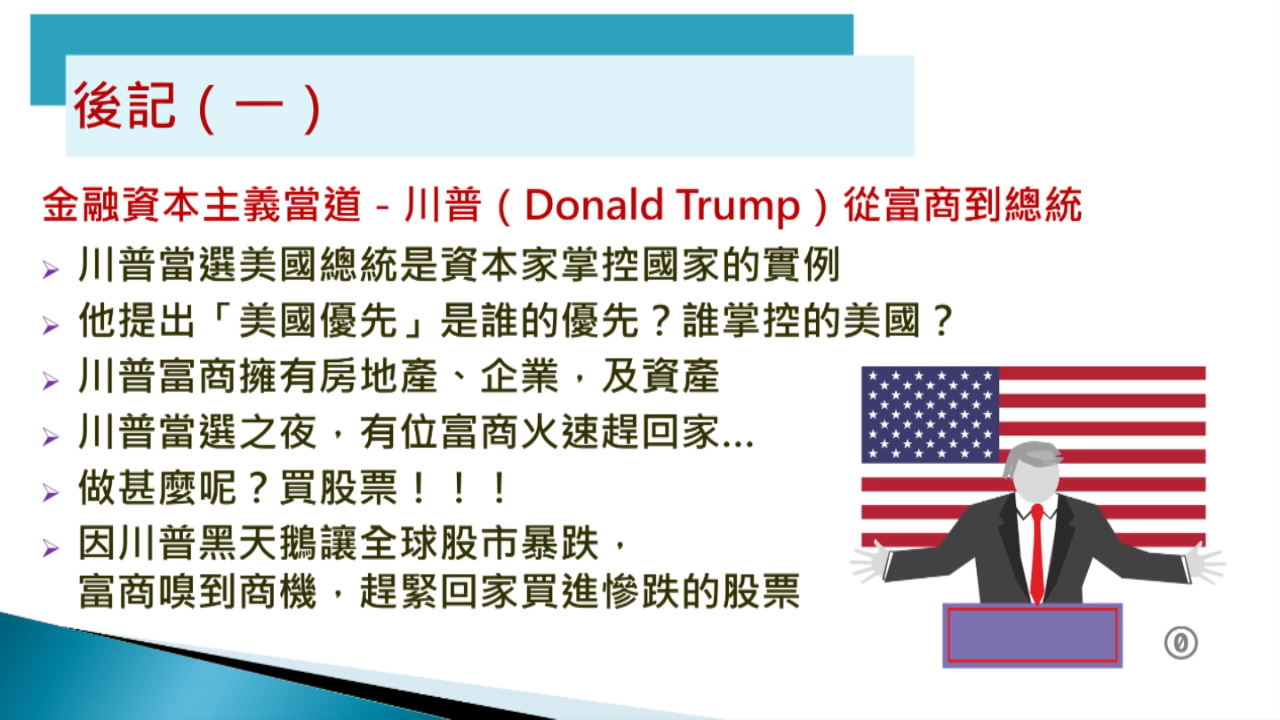 後記（一）
金融資本主義當道－川普（Donald Trump）從富商到總統
川普當選美國總統是資本家掌控國家的實例
他提出「美國優先」是誰的優先？誰掌控的美國？
川普富商擁有房地產、企業，及資產
川普當選之夜，有位富商火速趕回家…
做甚麼呢？買股票！！！
因川普黑天鵝讓全球股市暴跌，
富商嗅到商機，趕緊回家買進慘跌的股票
0